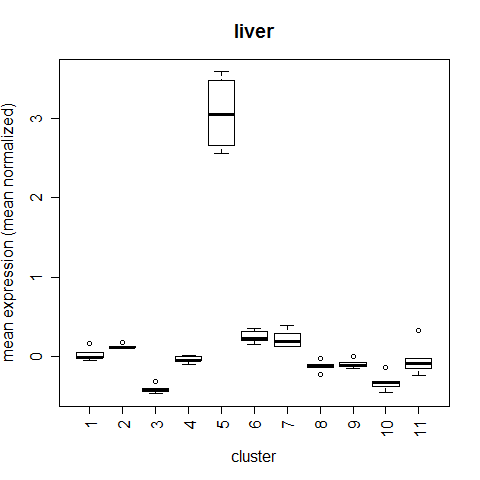 liver
mean expression (mean normalized)
3
2
1
0
1 2 3 4 5 6 7 8 9 10 11
cluster